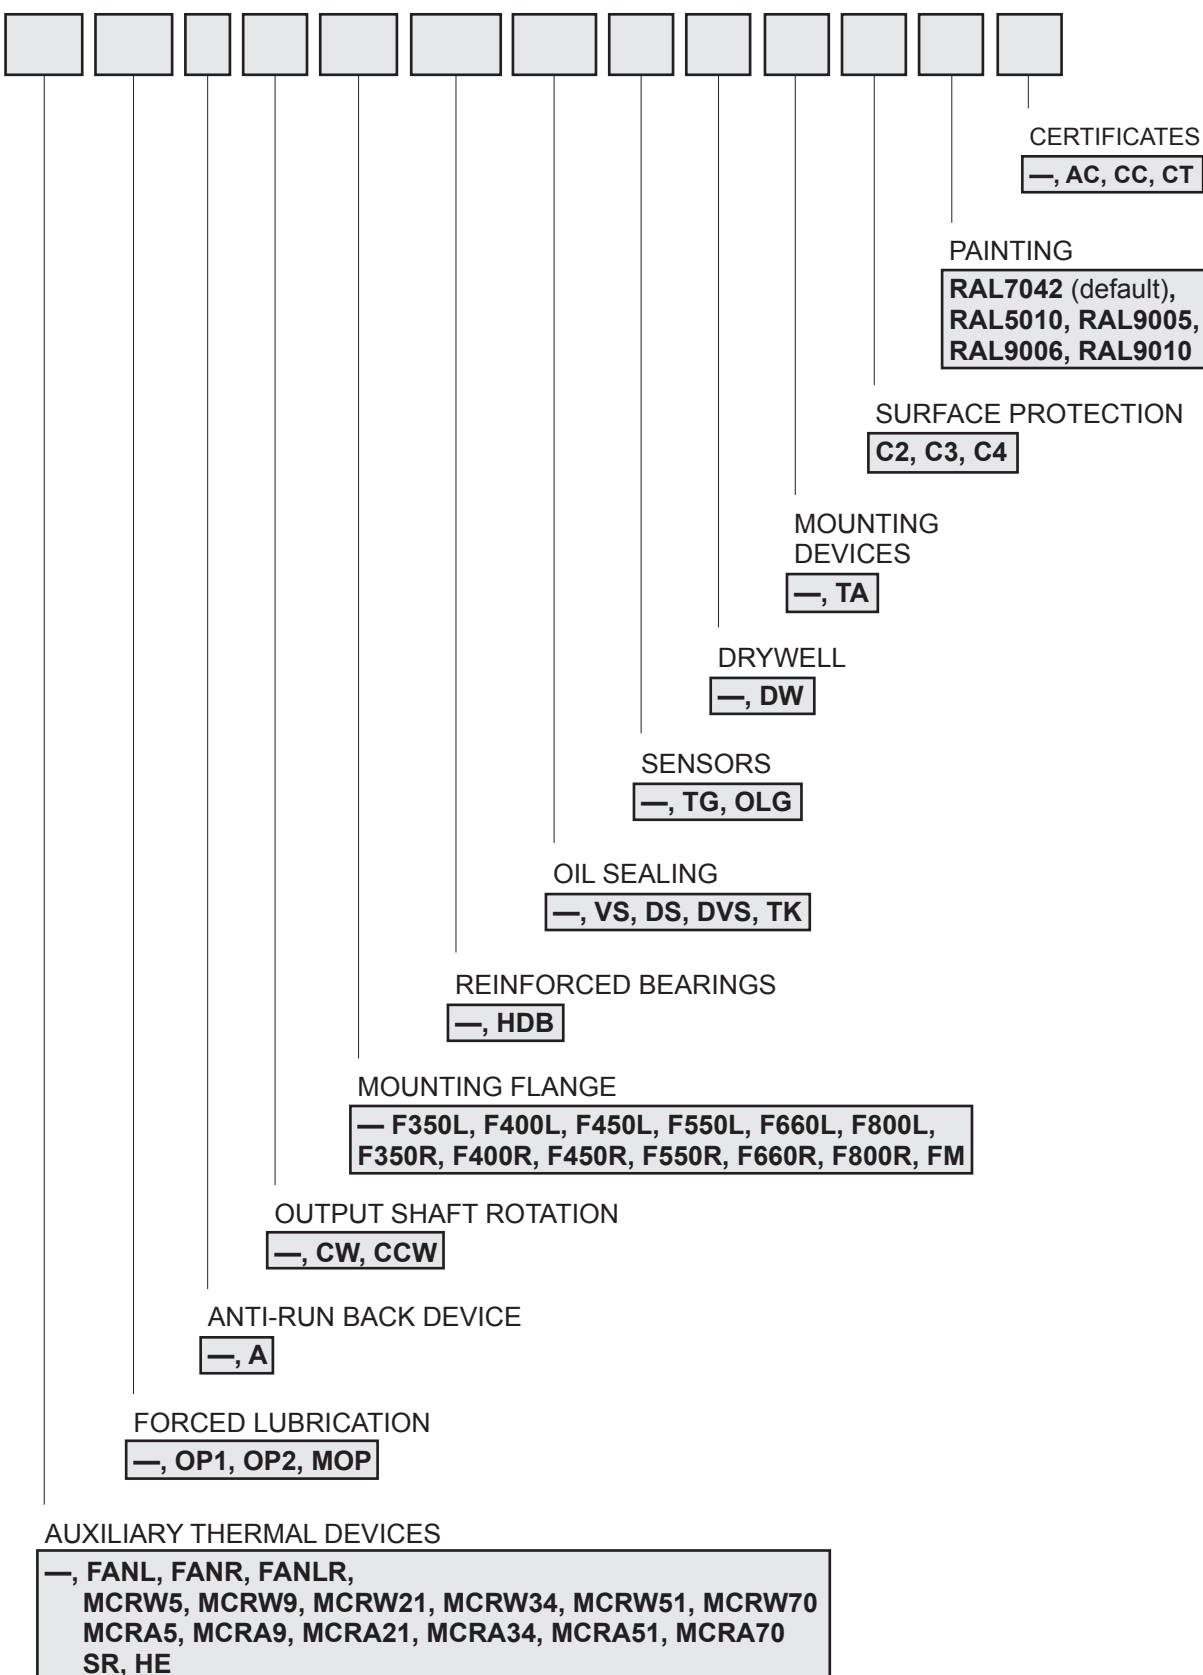 CERTIFICATES
—, AC, CC, CT
PAINTING
RAL7042 (default),
RAL5010, RAL9005,
RAL9006, RAL9010
SURFACE PROTECTION
C2, C3, C4
MOUNTING
DEVICES
—, TA
DRYWELL
—, DW
SENSORS
—, TG, OLG
OIL SEALING
—, VS, DS, DVS, TK
REINFORCED BEARINGS
—, HDB
MOUNTING FLANGE
— F350L, F400L, F450L, F550L, F660L, F800L,
F350R, F400R, F450R, F550R, F660R, F800R, FM
OUTPUT SHAFT ROTATION
—, CW, CCW
ANTI-RUN BACK DEVICE
—, A
FORCED LUBRICATION
—, OP1, OP2, MOP
AUXILIARY THERMAL DEVICES
—, FANL, FANR, FANLR,
MCRW5, MCRW9, MCRW21, MCRW34, MCRW51, MCRW70
MCRA5, MCRA9, MCRA21, MCRA34, MCRA51, MCRA70
SR, HE